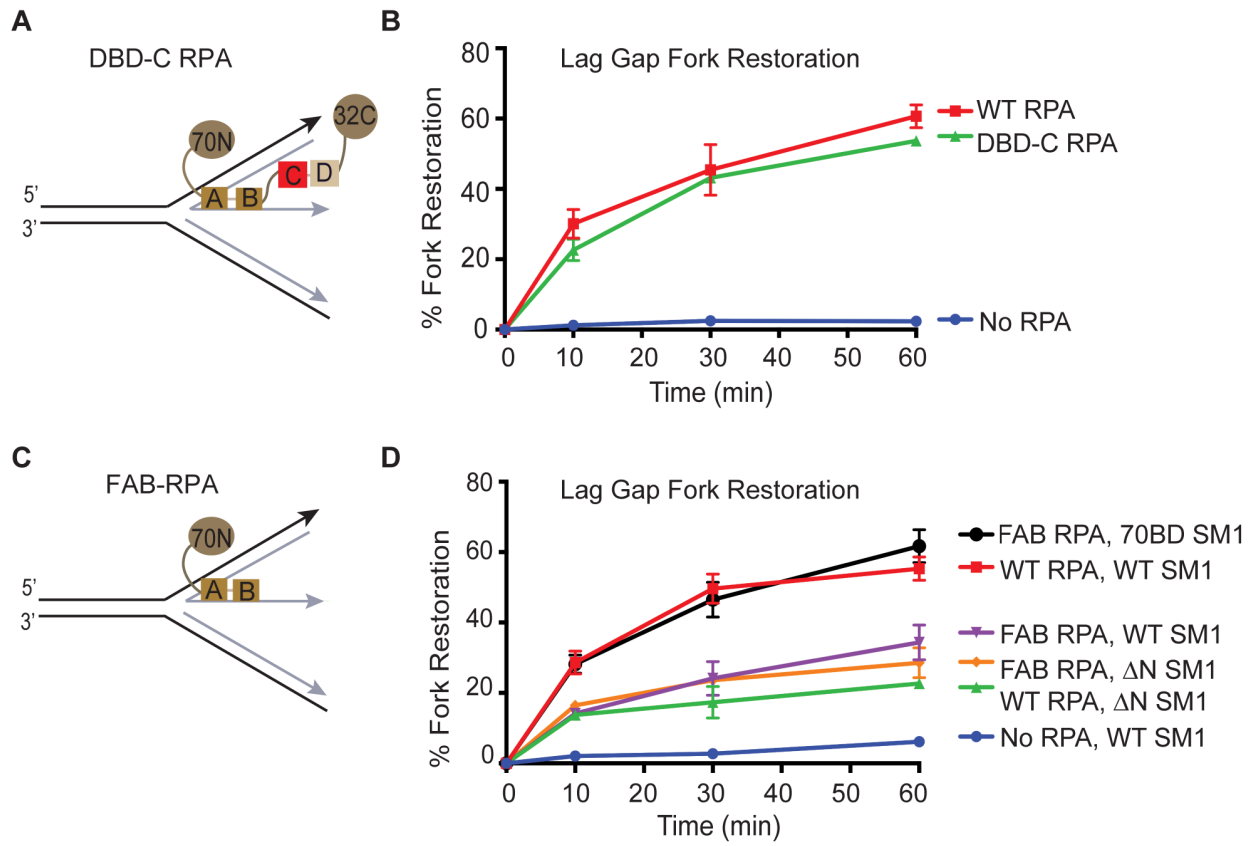 A
DBD-C RPA
70N
32C
C
D
A
B
5’
3’
B
Lag Gap Fork Restoration
% Fork Restoration
80
60
40
20
0
0 10 20 30 40 50 60
Time (min)
WT RPA
DBD-C RPA
No RPA
C
FAB-RPA
70N
A
B
5’
3’
D
Lag Gap Fork Restoration
% Fork Restoration
80
60
40
20
0
0 10 20 30 40 50 60
Time (min)
FAB RPA, 70BD SM1
WT RPA, WT SM1
FAB RPA, WT SM1
FAB RPA, ΔN SM1
WT RPA, ΔN SM1
No RPA, WT SM1